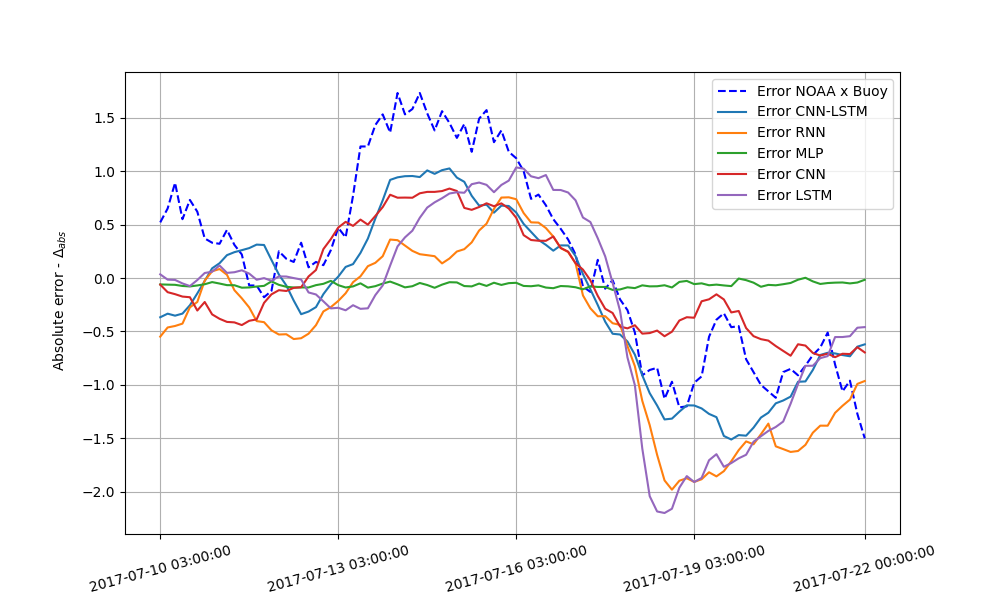 Error NOAA x Buoy
Error CNN-LSTM
Error RNN
Error MLP
Error CNN
Error LSTM
Absolute error - Δabs
1.5
1.0
0.5
0.0
−0.5
−1.0
−1.5
−2.0
2017-07-10 03:00:00
2017-07-13 03:00:00
2017-07-16 03:00:00
2017-07-19 03:00:00
2017-07-22 00:00:00